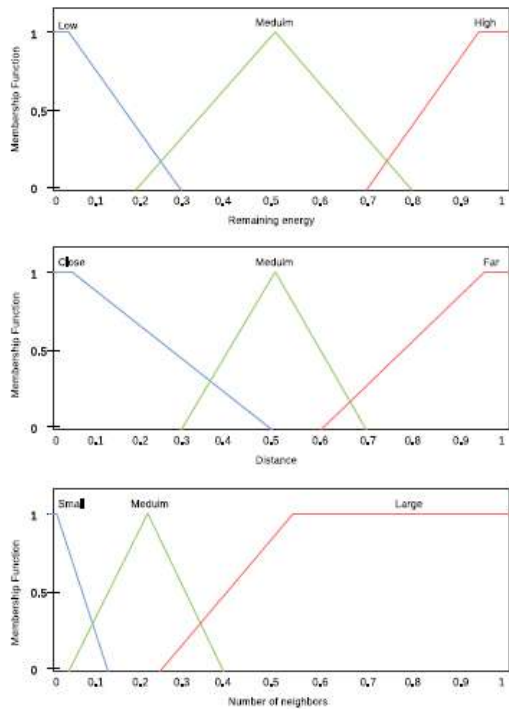 Low Meduim High
1
0.5
0
Membership Function
0 0.1 0.2 0.3 0.4 0.5 0.6 0.7 0.8 0.9 1
Remaining energy
Close Meduim Far
1
0.5
0
Membership Function
0 0.1 0.2 0.3 0.4 0.5 0.6 0.7 0.8 0.9 1
Distance
Small Meduim Large
1
0.5
0
Membership Function
0 0.1 0.2 0.3 0.4 0.5 0.6 0.7 0.8 0.9 1
Number of neighbors